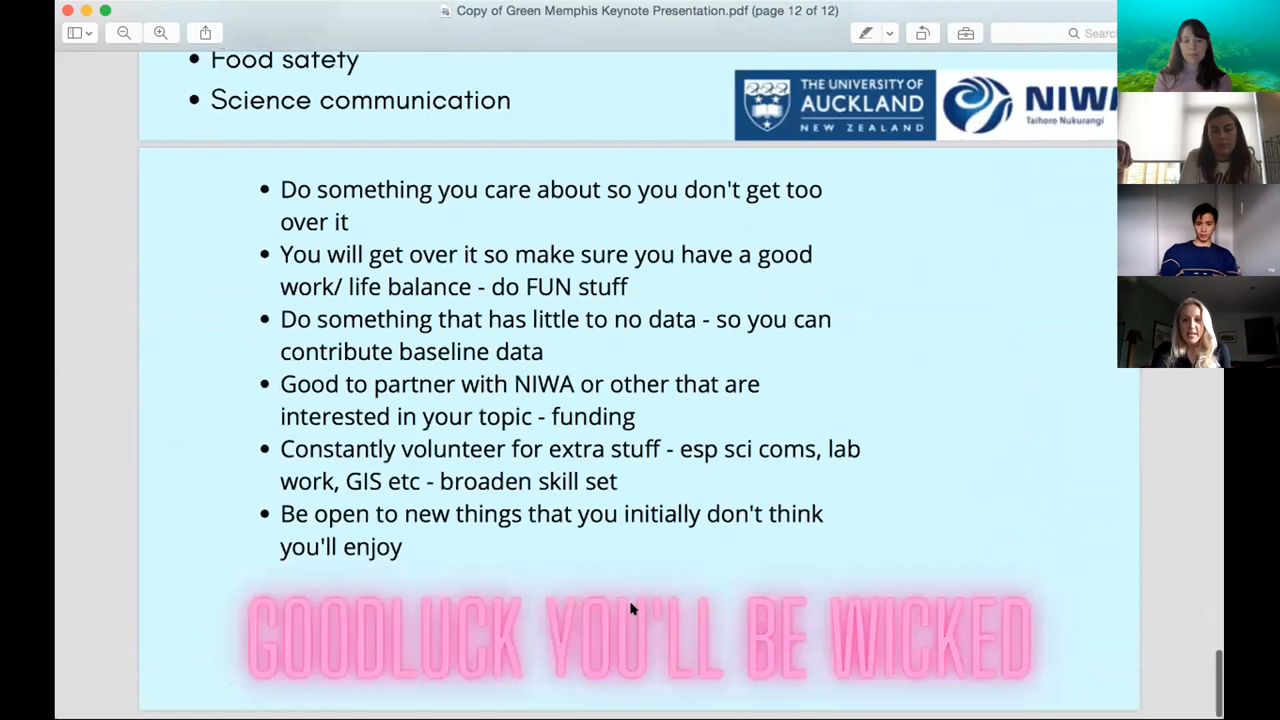 Copy of Green Memphis Keynote Presentation.pdf (page 12 of 12)
Search
• Food safety
• Science communication
THE UNIVERSITY OF
AUCKLAND
NEW ZEALAND
NIWA
Taihoro Nukurangi
• Do something you care about so you don't get too
over it
• You will get over it so make sure you have a good
work/ life balance - do FUN stuff
• Do something that has little to no data - so you can
contribute baseline data
• Good to partner with NIWA or other that are
interested in your topic - funding
• Constantly volunteer for extra stuff - esp sci coms, lab
work, GIS etc - broaden skill set
• Be open to new things that you initially don't think
you'll enjoy
GOODLUCK YOU'LL BE WICKED